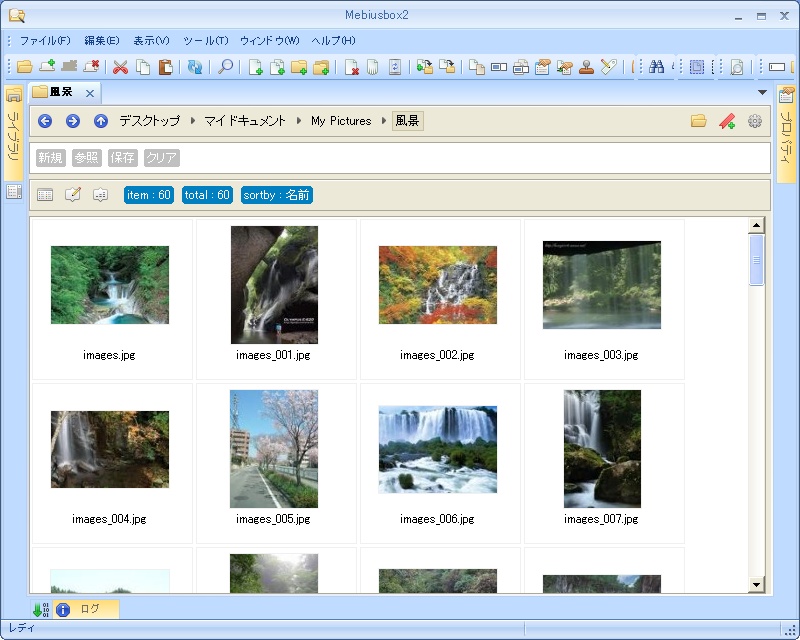 Mebiusbox2
ファイル(F) 編集(E) 表示(V) ツール(T) ウィンドウ(W) ヘルプ(H)
風景
ライブラリ
プロパティ
デスクトップ マイドキュメント My Pictures 風景
新規 参照 保存 クリア
item : 60 total : 60 sortby : 名前
images.jpg images_001.jpg images_002.jpg images_003.jpg
images_004.jpg images_005.jpg images_006.jpg images_007.jpg
ログ
レディ